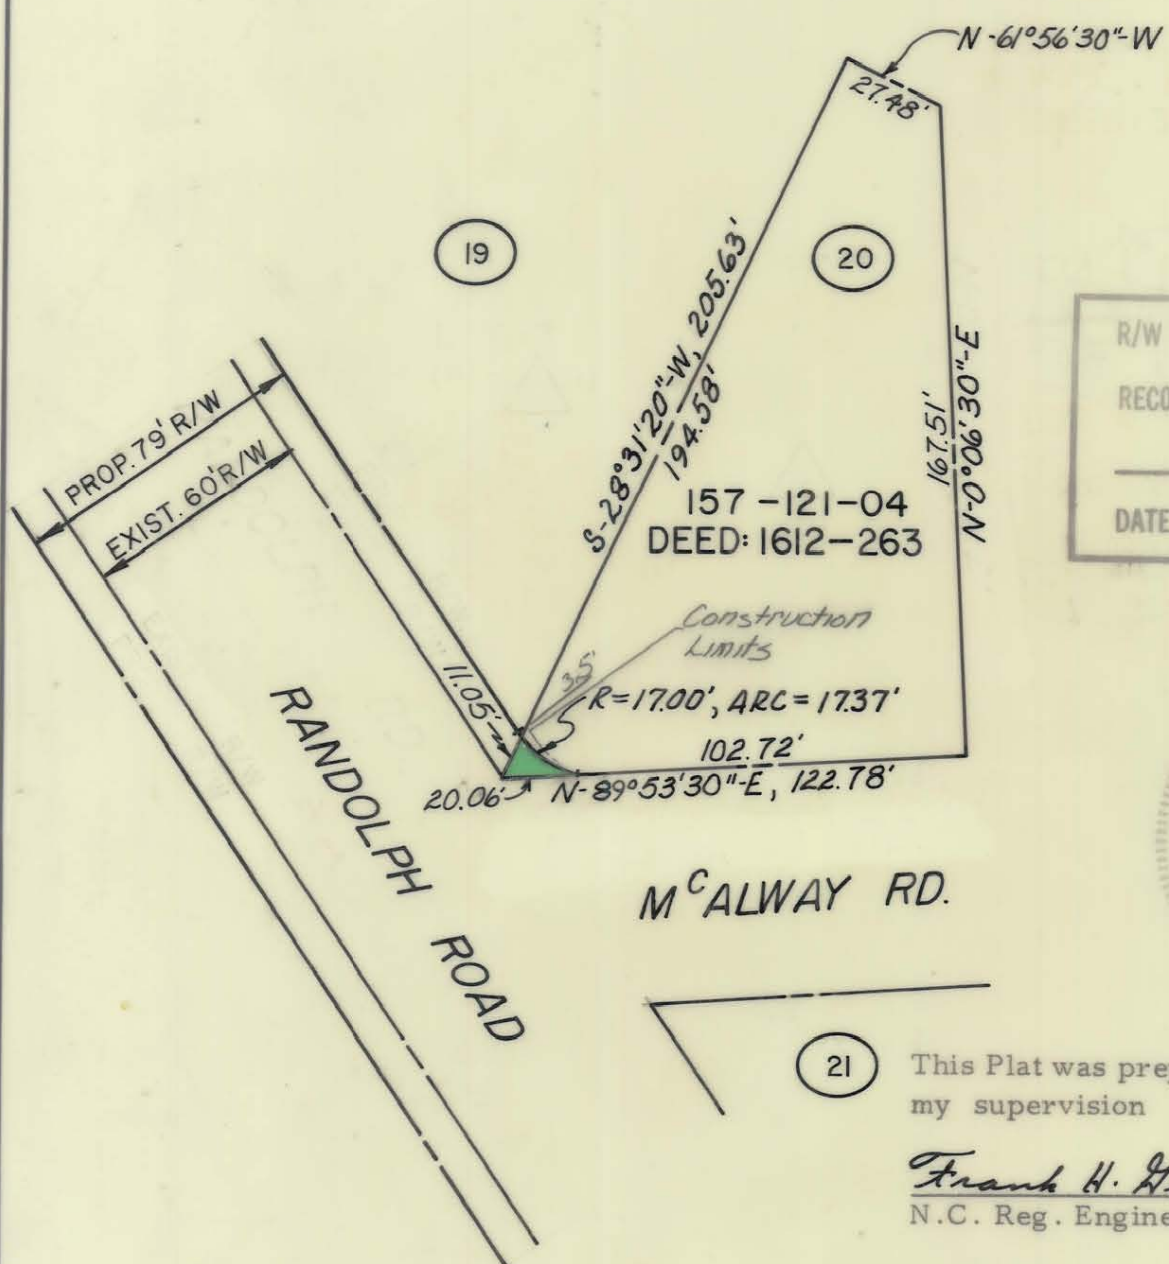 N-61°56'30"-W
27.48'
19
20
S-28°31'20"-W, 205.63'
194.58'
167.51'
N-0°06'30"-E
R/W
DATE
PROP. 79' R/W
EXIST. 60' R/W
157-121-04
DEED: 1612-263
Construction
Limits
35'
11.05'
R=17.00', ARC=17.37'
102.72'
20.06'
N-89°53'30"-E, 122.78'
RANDOLPH ROAD
McALWAY RD.
21
This Plat was
my supervision
Frank H.
N.C. Reg.